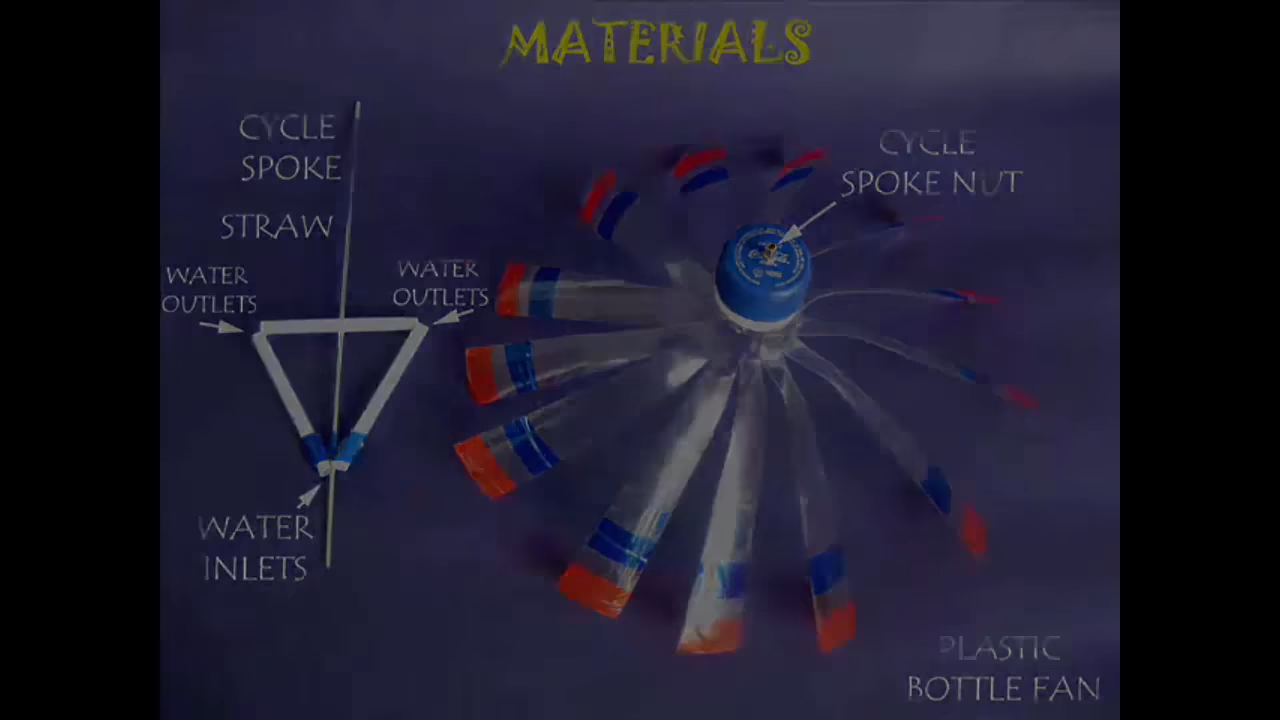 MATERIALS
CYCLE
SPOKE
STRAW
WATER
OUTLETS
WATER
OUTLETS
WATER
INLETS
CYCLE
SPOKE NUT
PLASTIC
BOTTLE FAN